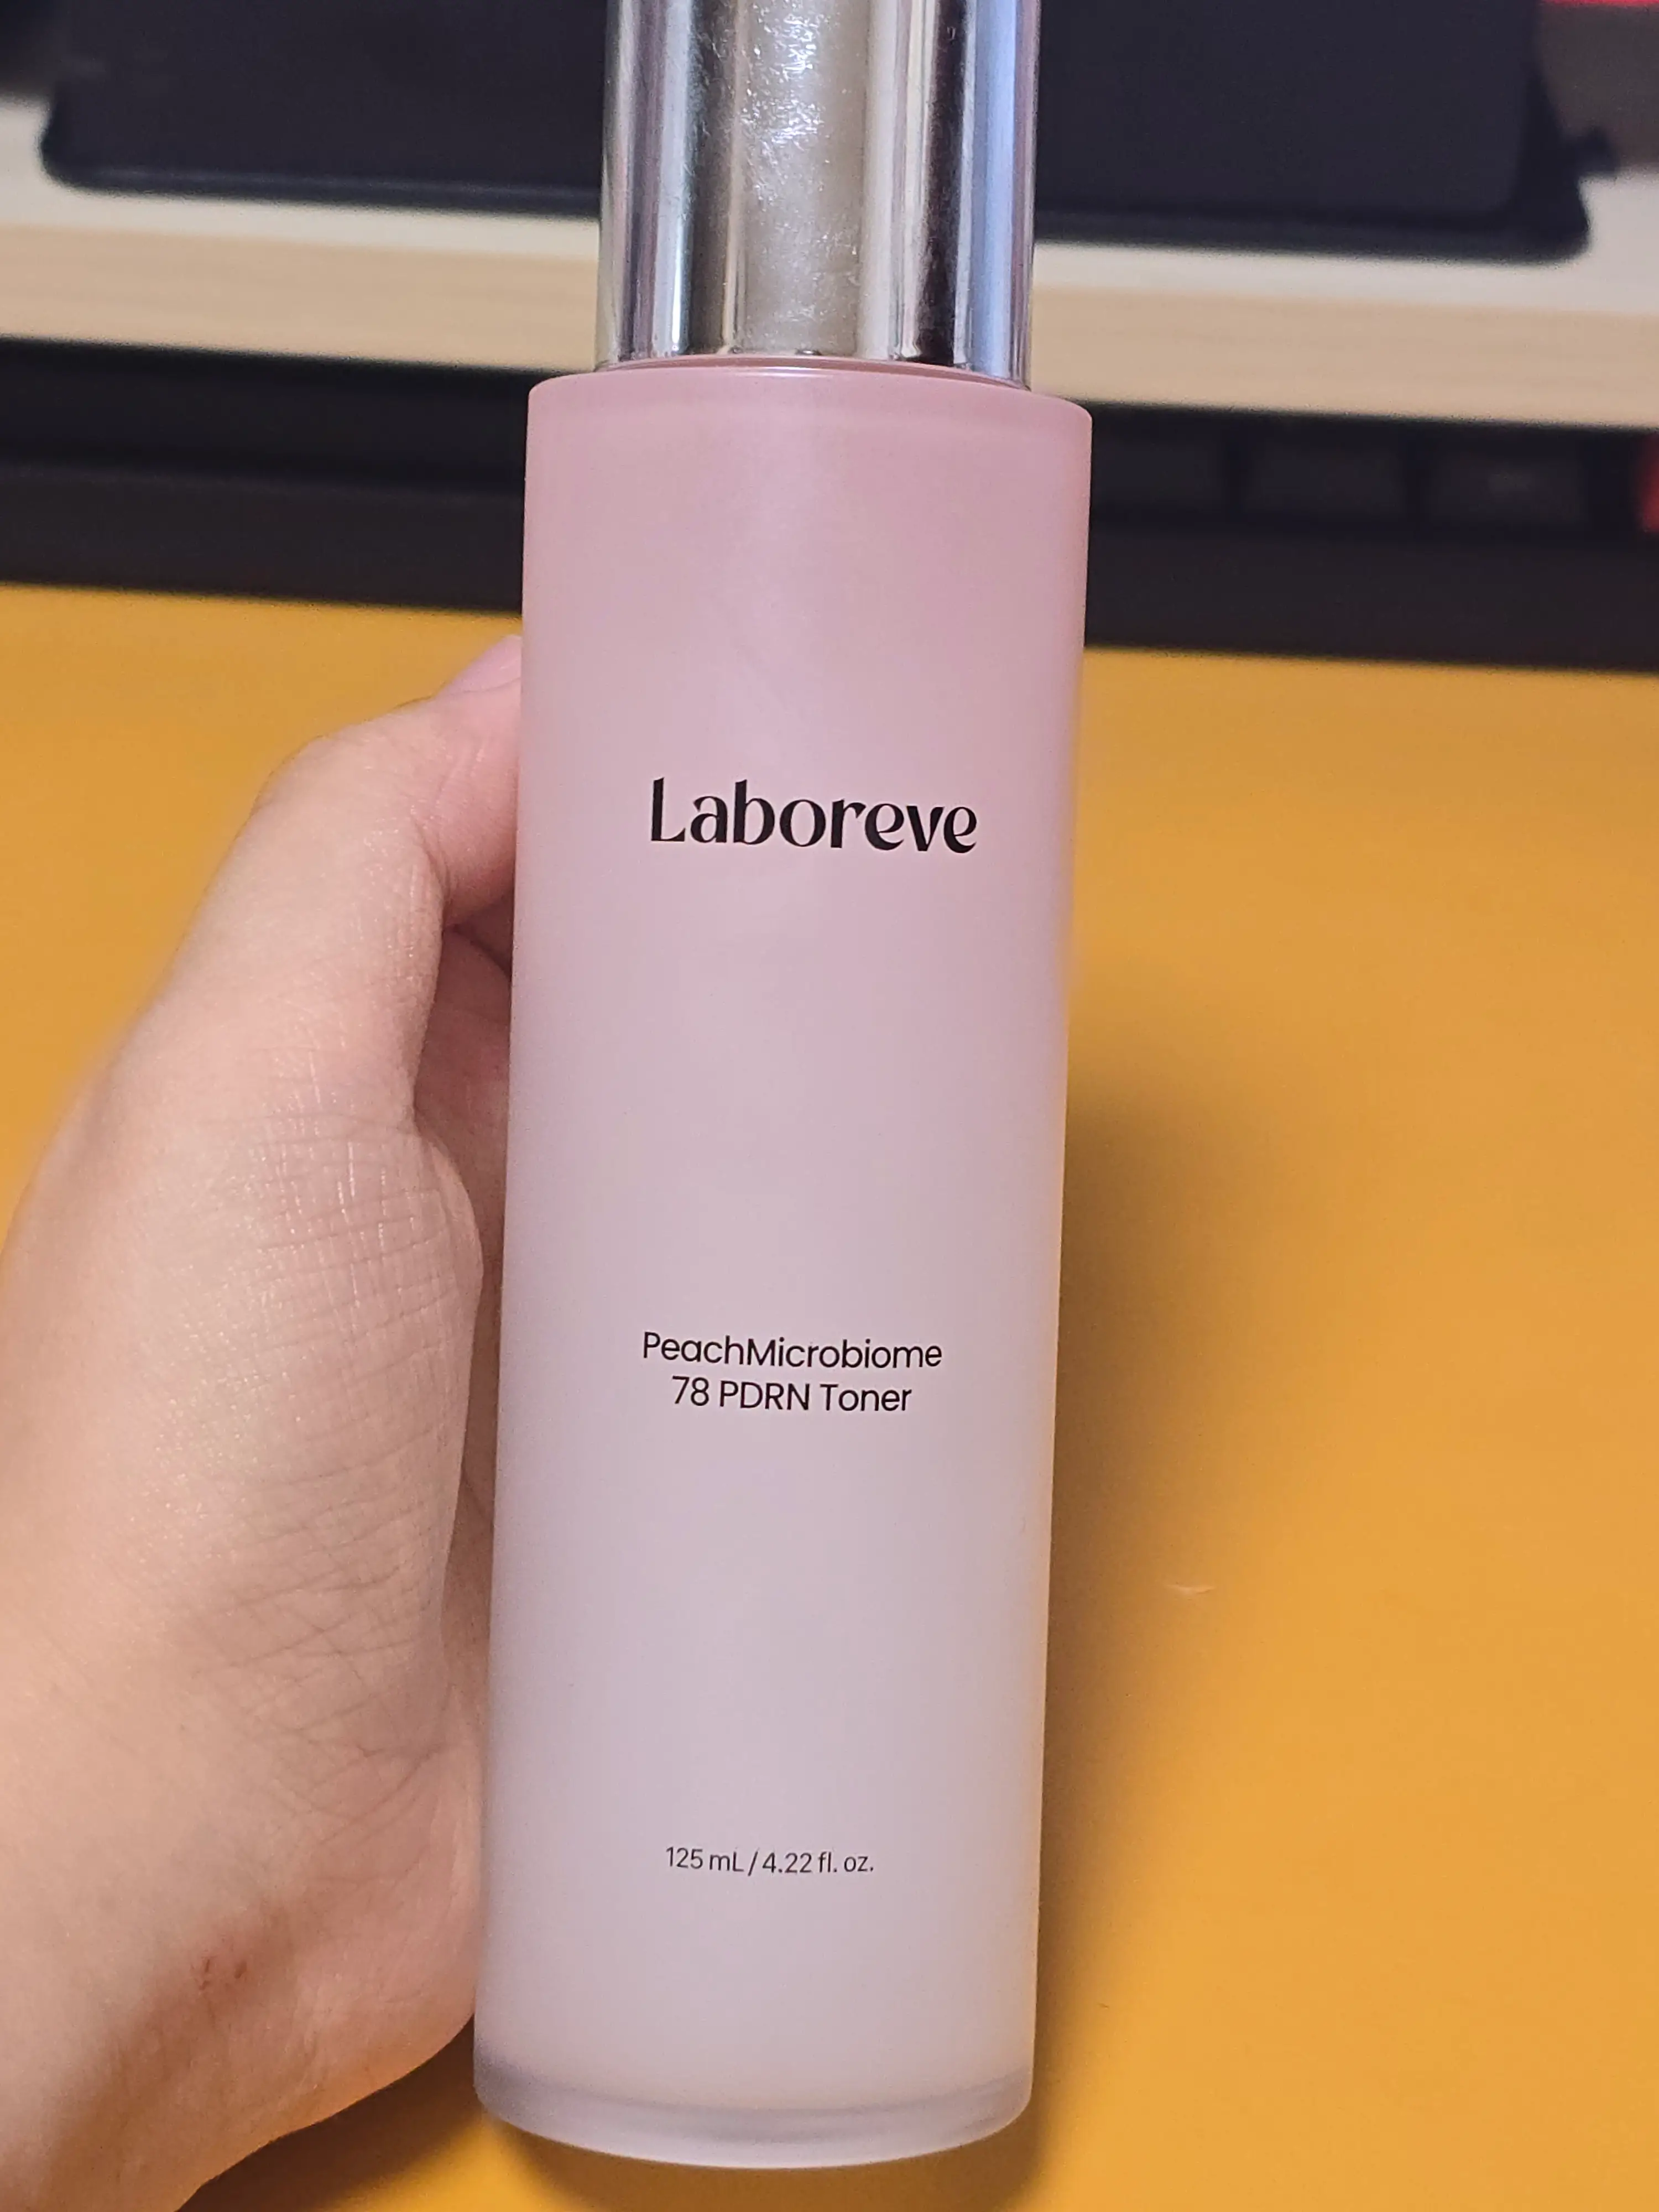 Laboreve
PeachMicrobiome
78 PDRN Toner
125 mL / 4.22 fl. oz.